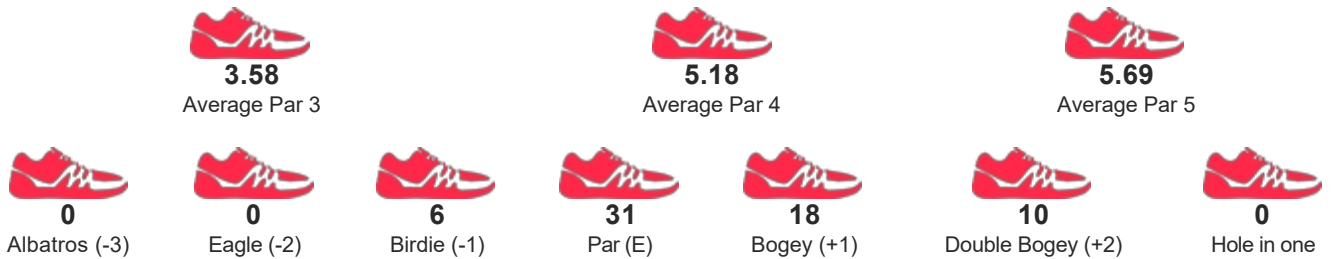 3.58 5.18 5.69
Average Par 3 Average Par 4 Average Par 5
0 0 6 31 18 10 0
Albatros (-3) Eagle (-2) Birdie (-1) Par (E) Bogey (+1) Double Bogey (+2) Hole in one